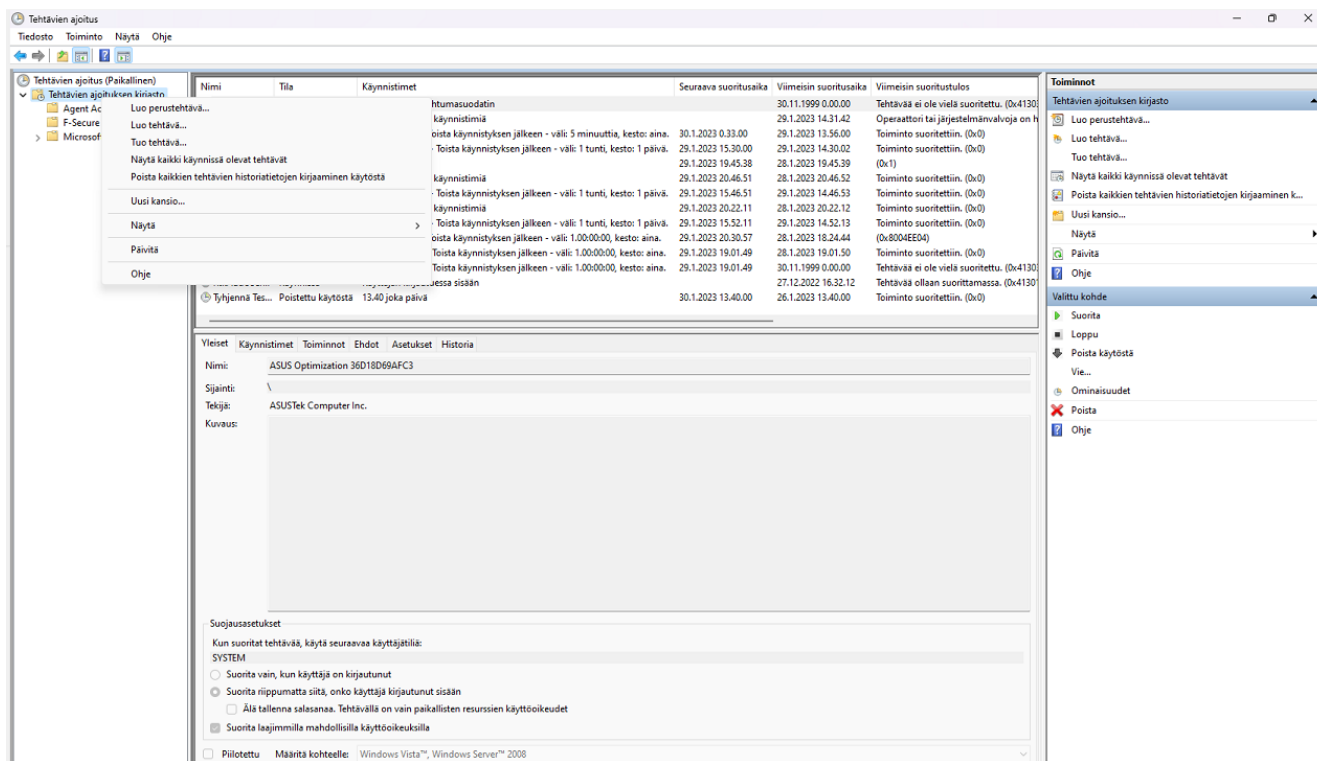 Tehtävien ajoitus
Tiedosto Toiminto Näytä Ohje
Tehtävien ajoitus (Paikallinen)
Tehtävien ajoituksen kirjasto
Agent Ac
F-Secure
Microsof
Luo perustehtävä...
Luo tehtävä...
Tuo tehtävä...
Näytä kaikki käynnissä olevat tehtävät
Poista kaikkien tehtävien historiatietojen kirjaaminen käytöstä
Uusi kansio...
Näytä
Päivitä
Ohje
Nimi Tila Käynnistimet Seuraava suoritusaika Viimeisin suoritusaika Viimeisin suoritustulos
htumasuodatin 30.11.1999 0.00.00 Tehtävää ei ole vielä suoritettu. (0x4130
käynnistimiä 29.1.2023 14.31.42 Operaattori tai järjestelmänvalvoja on h
oista käynnistyksen jälkeen - väli: 5 minuuttia, kesto: aina. 30.1.2023 0.33.00 29.1.2023 13.56.00 Toiminto suoritettiin. (0x0)
- Toista käynnistyksen jälkeen - väli: 1 tunti, kesto: 1 päivä. 29.1.2023 15.30.00 29.1.2023 14.30.02 Toiminto suoritettiin. (0x0)
29.1.2023 19.45.38 28.1.2023 19.45.39 (0x1)
käynnistimiä 29.1.2023 20.46.51 28.1.2023 20.46.52 Toiminto suoritettiin. (0x0)
- Toista käynnistyksen jälkeen - väli: 1 tunti, kesto: 1 päivä. 29.1.2023 15.46.51 29.1.2023 14.46.53 Toiminto suoritettiin. (0x0)
käynnistimiä 29.1.2023 20.22.11 28.1.2023 20.22.12 Toiminto suoritettiin. (0x0)
- Toista käynnistyksen jälkeen - väli: 1 tunti, kesto: 1 päivä. 29.1.2023 15.52.11 29.1.2023 14.52.13 Toiminto suoritettiin. (0x0)
oista käynnistyksen jälkeen - väli: 1.00:00:00, kesto: aina. 29.1.2023 20.30.57 28.1.2023 18.24.44 (0x8004EE04)
Toista käynnistyksen jälkeen - väli: 1.00:00:00, kesto: aina. 29.1.2023 19.01.49 28.1.2023 19.01.50 Toiminto suoritettiin. (0x0)
Toista käynnistyksen jälkeen - väli: 1.00:00:00, kesto: aina. 29.1.2023 19.01.49 30.11.1999 0.00.00 Tehtävää ei ole vielä suoritettu. (0x4130
sisään 27.12.2022 16.32.12 Tehtävää ollaan suorittamassa. (0x4130
Tyhjennä Tes... Poistettu käytöstä 13.40 joka päivä 30.1.2023 13.40.00 26.1.2023 13.40.00 Toiminto suoritettiin. (0x0)
Yleiset Käynnistimet Toiminnot Ehdot Asetukset Historia
Nimi: ASUS Optimization 36D18D69AFC3
Sijainti: \
Tekijä: ASUSTek Computer Inc.
Kuvaus:
Suojausasetukset
Kun suoritat tehtävää, käytä seuraavaa käyttäjätiliä:
SYSTEM
Suorita vain, kun käyttäjä on kirjautunut
Suorita riippumatta siitä, onko käyttäjä kirjautunut sisään
Älä tallenna salasanaa. Tehtävällä on vain paikallisten resurssien käyttöoikeudet
Suorita laajimmilla mahdollisilla käyttöoikeuksilla
Piilotettu Määritä kohteelle: Windows Vista™, Windows Server™ 2008
Toiminnot
Tehtävien ajoituksen kirjasto
Luo perustehtävä...
Luo tehtävä...
Tuo tehtävä...
Näytä kaikki käynnissä olevat tehtävät
Poista kaikkien tehtävien historiatietojen kirjaaminen k...
Uusi kansio...
Näytä
Päivitä
Ohje
Valittu kohde
Suorita
Loppu
Poista käytöstä
Vie...
Ominaisuudet
Poista
Ohje